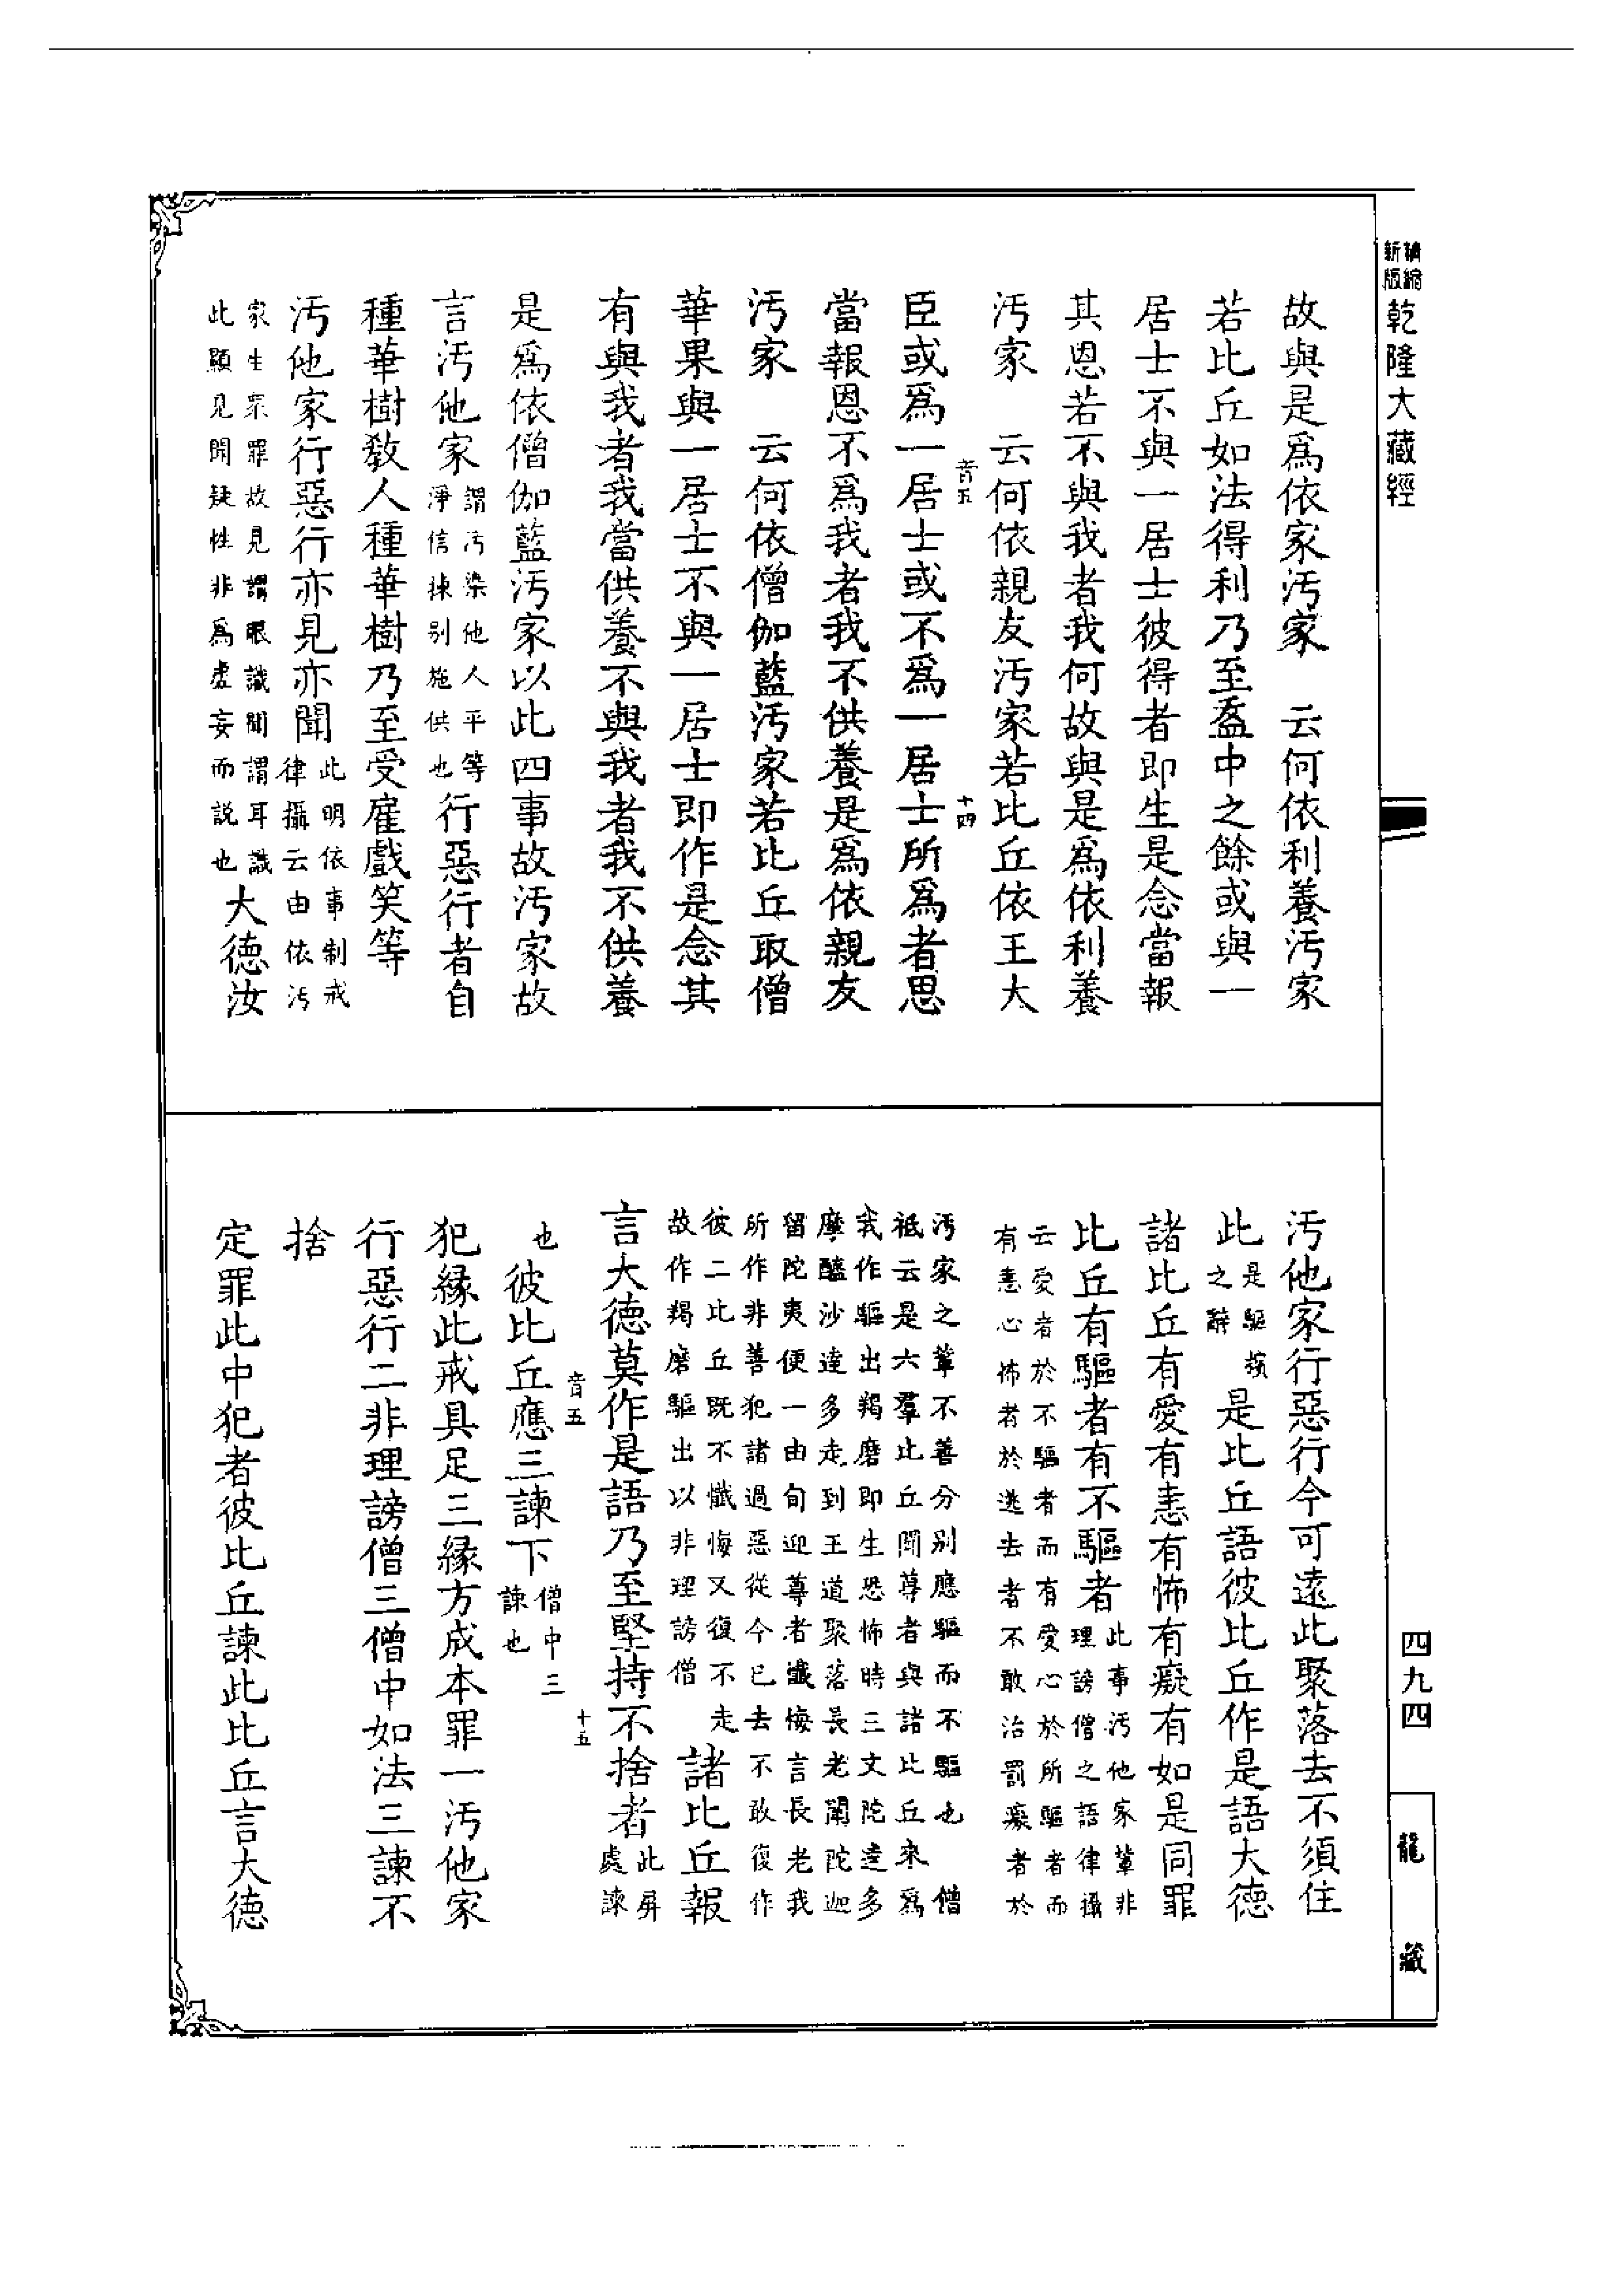 精縮
新版
乾隆大藏經
故與是爲依家污家　云何依利養污家
若比丘如法得利乃至盋中之餘或與一
居士不與一居士彼得者即生是念當報
其恩若不與我者我何故與是爲依利養
污家　云何依親友污家若比丘依王大
音五
十四
臣或爲一居士或不爲一居士所爲者思
當報恩不爲我者我不供養是爲依親友
污家　云何依僧伽藍污家若比丘取僧
華果與一居士不與一居士即作是念其
有與我者我當供養不與我者我不供養
是爲依僧伽藍污家以此四事故污家故
言污他家
謂污染他人平等
淨信揀别施供也
行惡行者自
種華樹教人種華樹乃至受雇戲笑等
污他家行惡行亦見亦聞
此明依事制戒
律攝云由依污
家生眾罪故見謂眼識聞謂耳識
此顯見聞疑性非爲虛妄而說也
大德汝
污他家行惡行今可遠此聚落去不須住
此
是驅擯
之辭
是比丘語彼比丘作是語大德
諸比丘有愛有恚有怖有癡有如是同罪
比丘有驅者有不驅者
此事污他家輩非
理謗僧之語律攝
云愛者於不驅者而有愛心於所驅者而
有恚心怖者於逃去者不敢治罰癡者於
污家之輩不善分别應驅而不驅也　僧
祗云是六羣比丘聞尊者與諸比丘來爲
我作驅出羯磨即生恐怖時三文陀達多
摩醯沙達多走到王道聚落長老闡陀迦
留陀夷便一由旬迎尊者懺悔言長老我
所作非善犯諸過惡從今已去不敢復作
彼二比丘既不懺悔又復不走
故作羯磨驅出以非理謗僧
諸比丘報
言大德莫作是語乃至堅持不捨者
此屏
處諫
也
音五
十五
彼比丘應三諫下
僧中三
諫也
犯緣此戒具足三緣方成本罪一污他家
行惡行二非理謗僧三僧中如法三諫不
捨
定罪此中犯者彼比丘諫此比丘言大德
四九四
龍藏